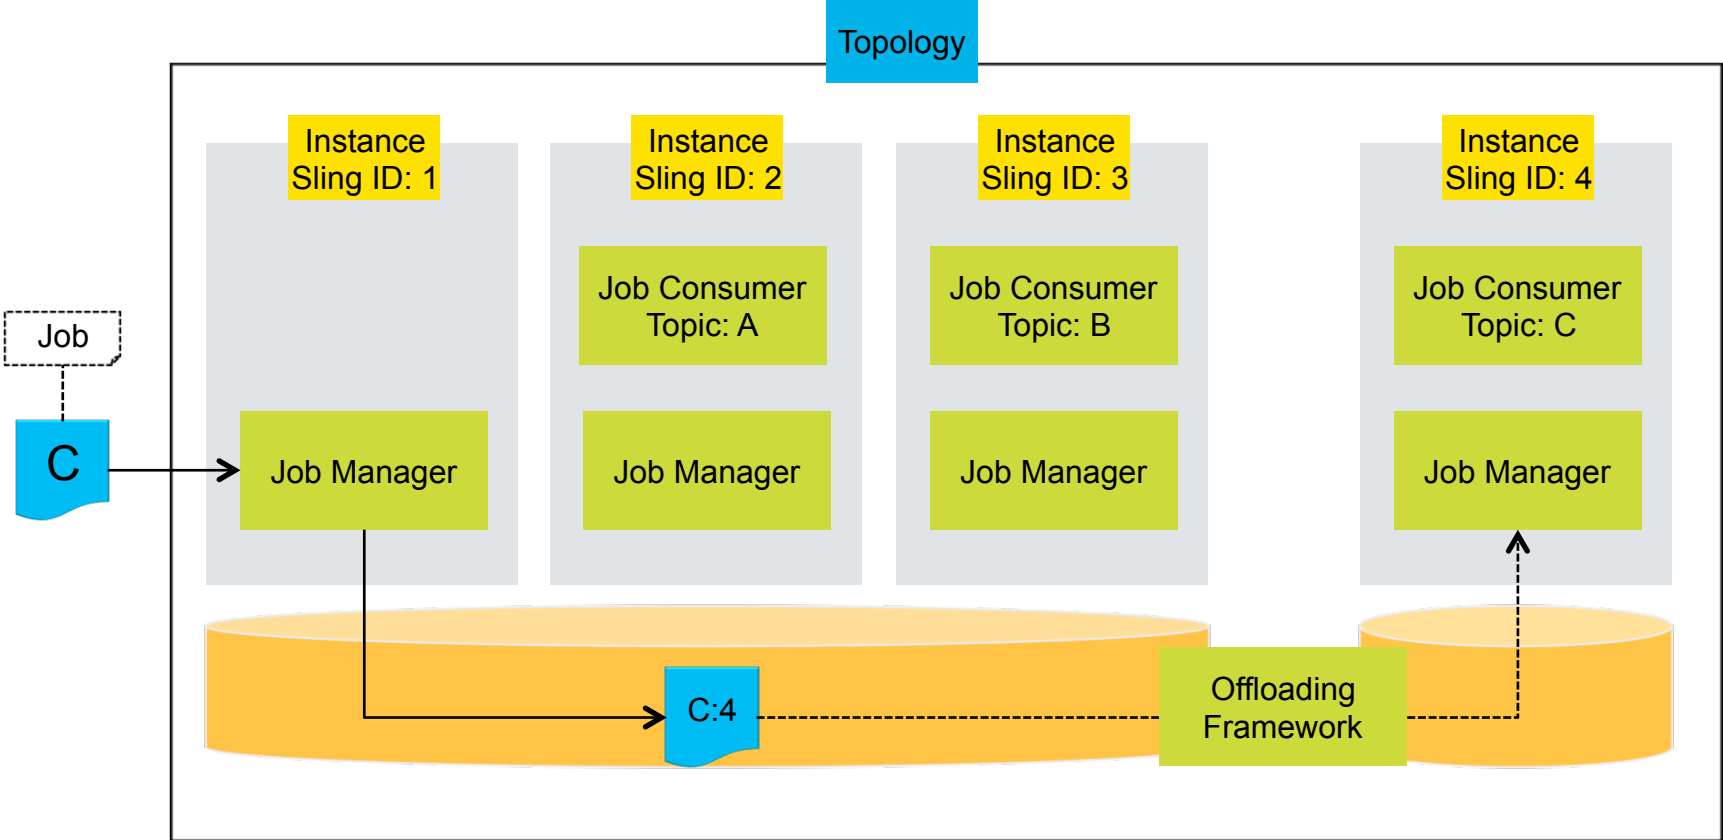 Topology
Instance
Sling ID: 1
Instance
Sling ID: 2
Instance
Sling ID: 3
Instance
Sling ID: 4
Job Consumer
Topic: A
Job Consumer
Topic: B
Job Consumer
Topic: C
Job
C
Job Manager
Job Manager
Job Manager
Job Manager
C:4
Offloading
Framework